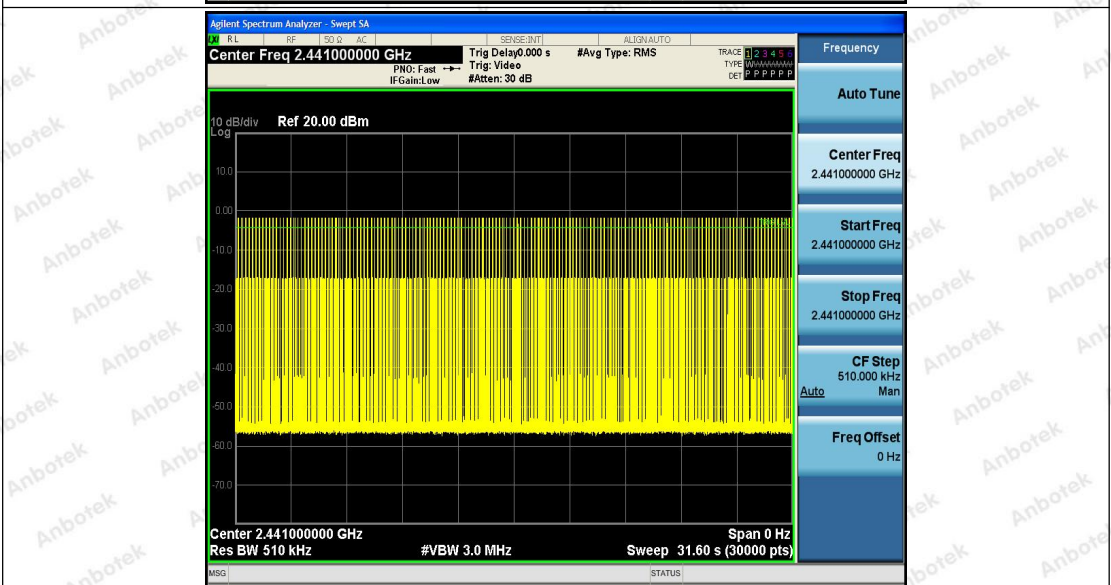 Agilent Spectrum Analyzer - Swept SA
RL RF 50 Ω AC SENSE:INT ALIGNAUTO
Center Freq 2.441000000 GHz
PNO: Fast
IFGain:Low
Trig Delay0.000 s
Trig: Video
#Atten: 30 dB
#Avg Type: RMS
TRACE 1 2 3 4 5 6
TYPE W
DET P P P P P P
Frequency
Auto Tune
Center Freq
2.441000000 GHz
Start Freq
2.441000000 GHz
Stop Freq
2.441000000 GHz
CF Step
510.000 kHz
Auto Man
Freq Offset
0 Hz
10 dB/div Ref 20.00 dBm
Log
10.0
0.00
-10.0
-20.0
-30.0
-40.0
-50.0
-60.0
-70.0
Center 2.441000000 GHz Span 0 Hz
Res BW 510 kHz #VBW 3.0 MHz Sweep 31.60 s (30000 pts)
MSG STATUS
Anbotek